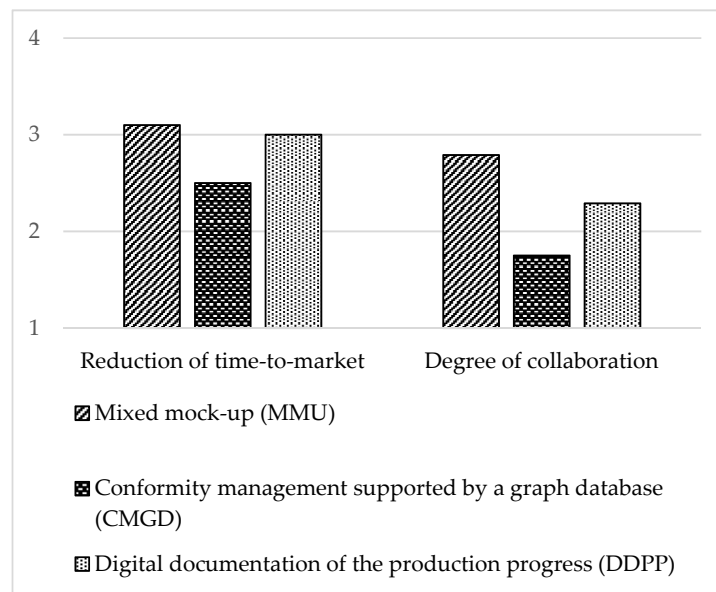 4
3
2
1
Reduction of time-to-market
Degree of collaboration
Mixed mock-up (MMU)
Conformity management supported by a graph database
(CMGD)
Digital documentation of the production progress (DDPP)